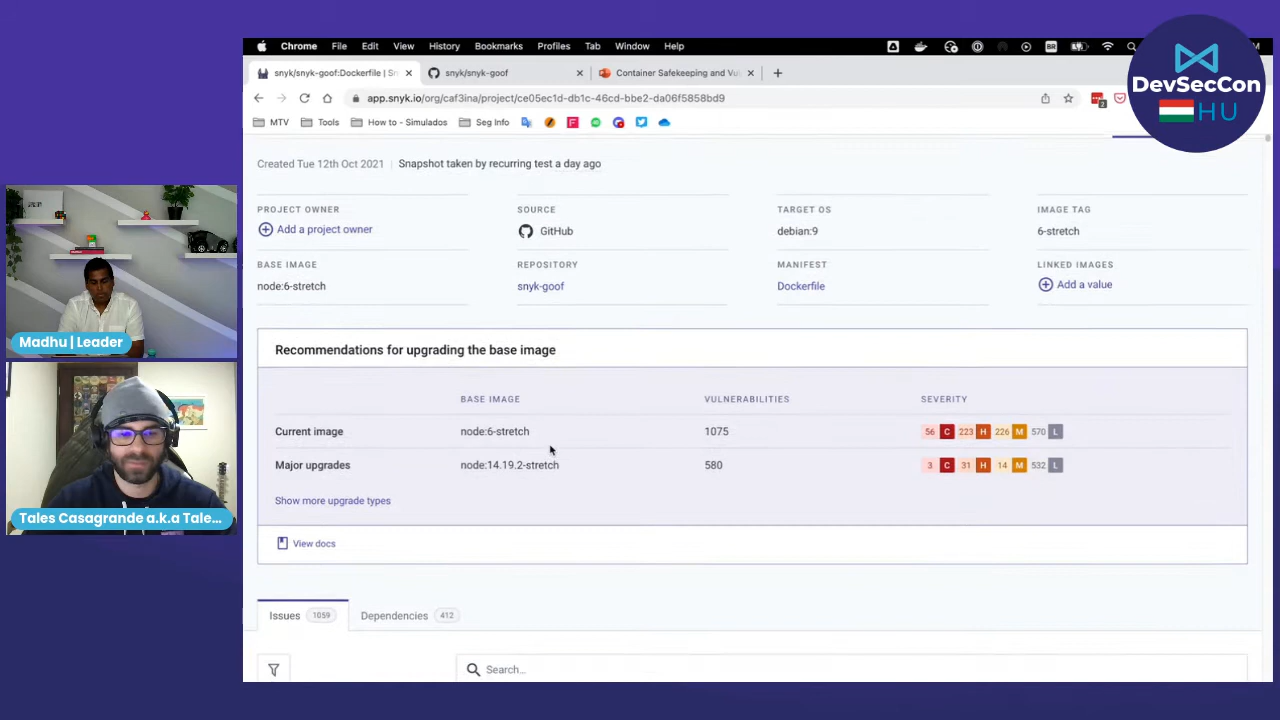 Chrome File Edit View History Bookmarks Profiles Tab Window Help
BR
DevSecCon
HU
snyk/snyk-goof:Dockerfile | Sn
snyk/snyk-goof
Container Safekeeping and Vul
app.snyk.io/org/caf3ina/project/ce05ec1d-db1c-46cd-bbe2-da06f5858bd9
MTV Tools How to - Simulados Seg Info
Created Tue 12th Oct 2021 Snapshot taken by recurring test a day ago
PROJECT OWNER SOURCE TARGET OS IMAGE TAG
Add a project owner GitHub debian:9 6-stretch
BASE IMAGE REPOSITORY MANIFEST LINKED IMAGES
node:6-stretch snyk-goof Dockerfile Add a value
Recommendations for upgrading the base image
BASE IMAGE VULNERABILITIES SEVERITY
Current image node:6-stretch 1075 56 C 223 H 226 M 570 L
Major upgrades node:14.19.2-stretch 580 3 C 31 H 14 M 532 L
Show more upgrade types
View docs
Issues 1059 Dependencies 412
Search...
Madhu | Leader
Tales Casagrande a.k.a Tale...